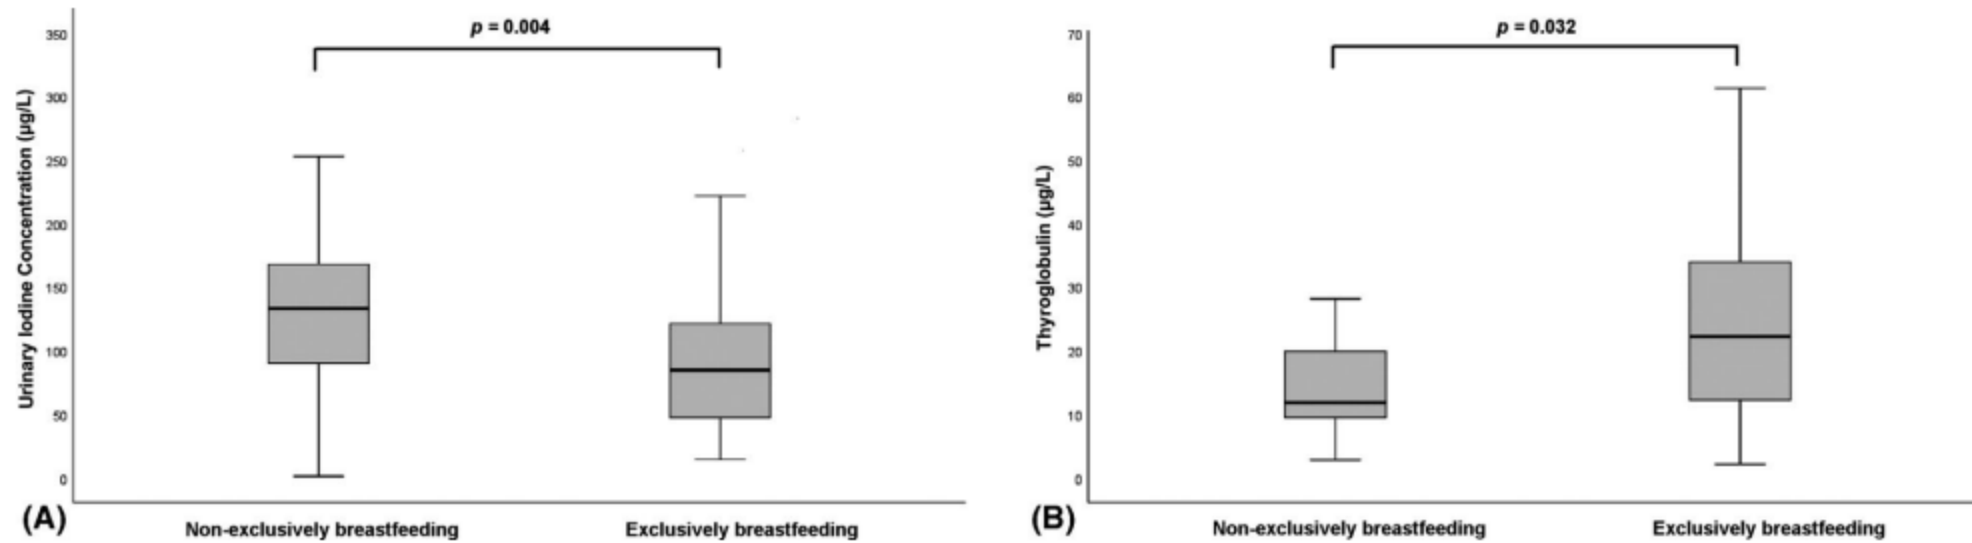 p = 0.004
350
300
250
200
150
100
50
0
Urinary Iodine Concentration (µg/L)
(A)
Non-exclusively breastfeeding
Exclusively breastfeeding
p = 0.032
70
60
50
40
30
20
10
0
Thyroglobulin (µg/L)
(B)
Non-exclusively breastfeeding
Exclusively breastfeeding